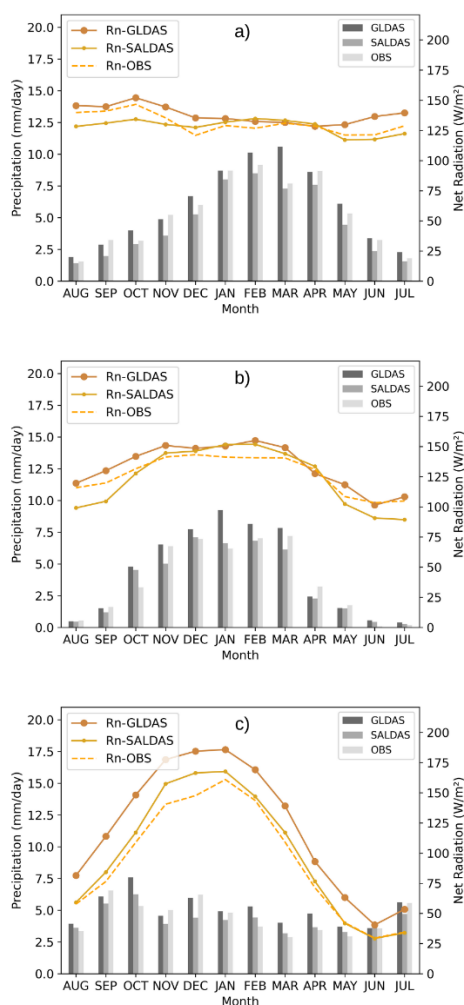 a)
Rn-GLDAS
Rn-SALDAS
Rn-OBS
GLDAS
SALDAS
OBS
Precipitation (mm/day)
20.0
17.5
15.0
12.5
10.0
7.5
5.0
2.5
0.0
Net Radiation (W/m²)
200
175
150
125
100
75
50
25
0
AUG SEP OCT NOV DEC JAN FEB MAR APR MAY JUN JUL
Month
b)
Rn-GLDAS
Rn-SALDAS
Rn-OBS
GLDAS
SALDAS
OBS
Precipitation (mm/day)
20.0
17.5
15.0
12.5
10.0
7.5
5.0
2.5
0.0
Net Radiation (W/m²)
200
175
150
125
100
75
50
25
0
AUG SEP OCT NOV DEC JAN FEB MAR APR MAY JUN JUL
Month
c)
Rn-GLDAS
Rn-SALDAS
Rn-OBS
GLDAS
SALDAS
OBS
Precipitation (mm/day)
20.0
17.5
15.0
12.5
10.0
7.5
5.0
2.5
0.0
Net Radiation (W/m²)
200
175
150
125
100
75
50
25
0
AUG SEP OCT NOV DEC JAN FEB MAR APR MAY JUN JUL
Month